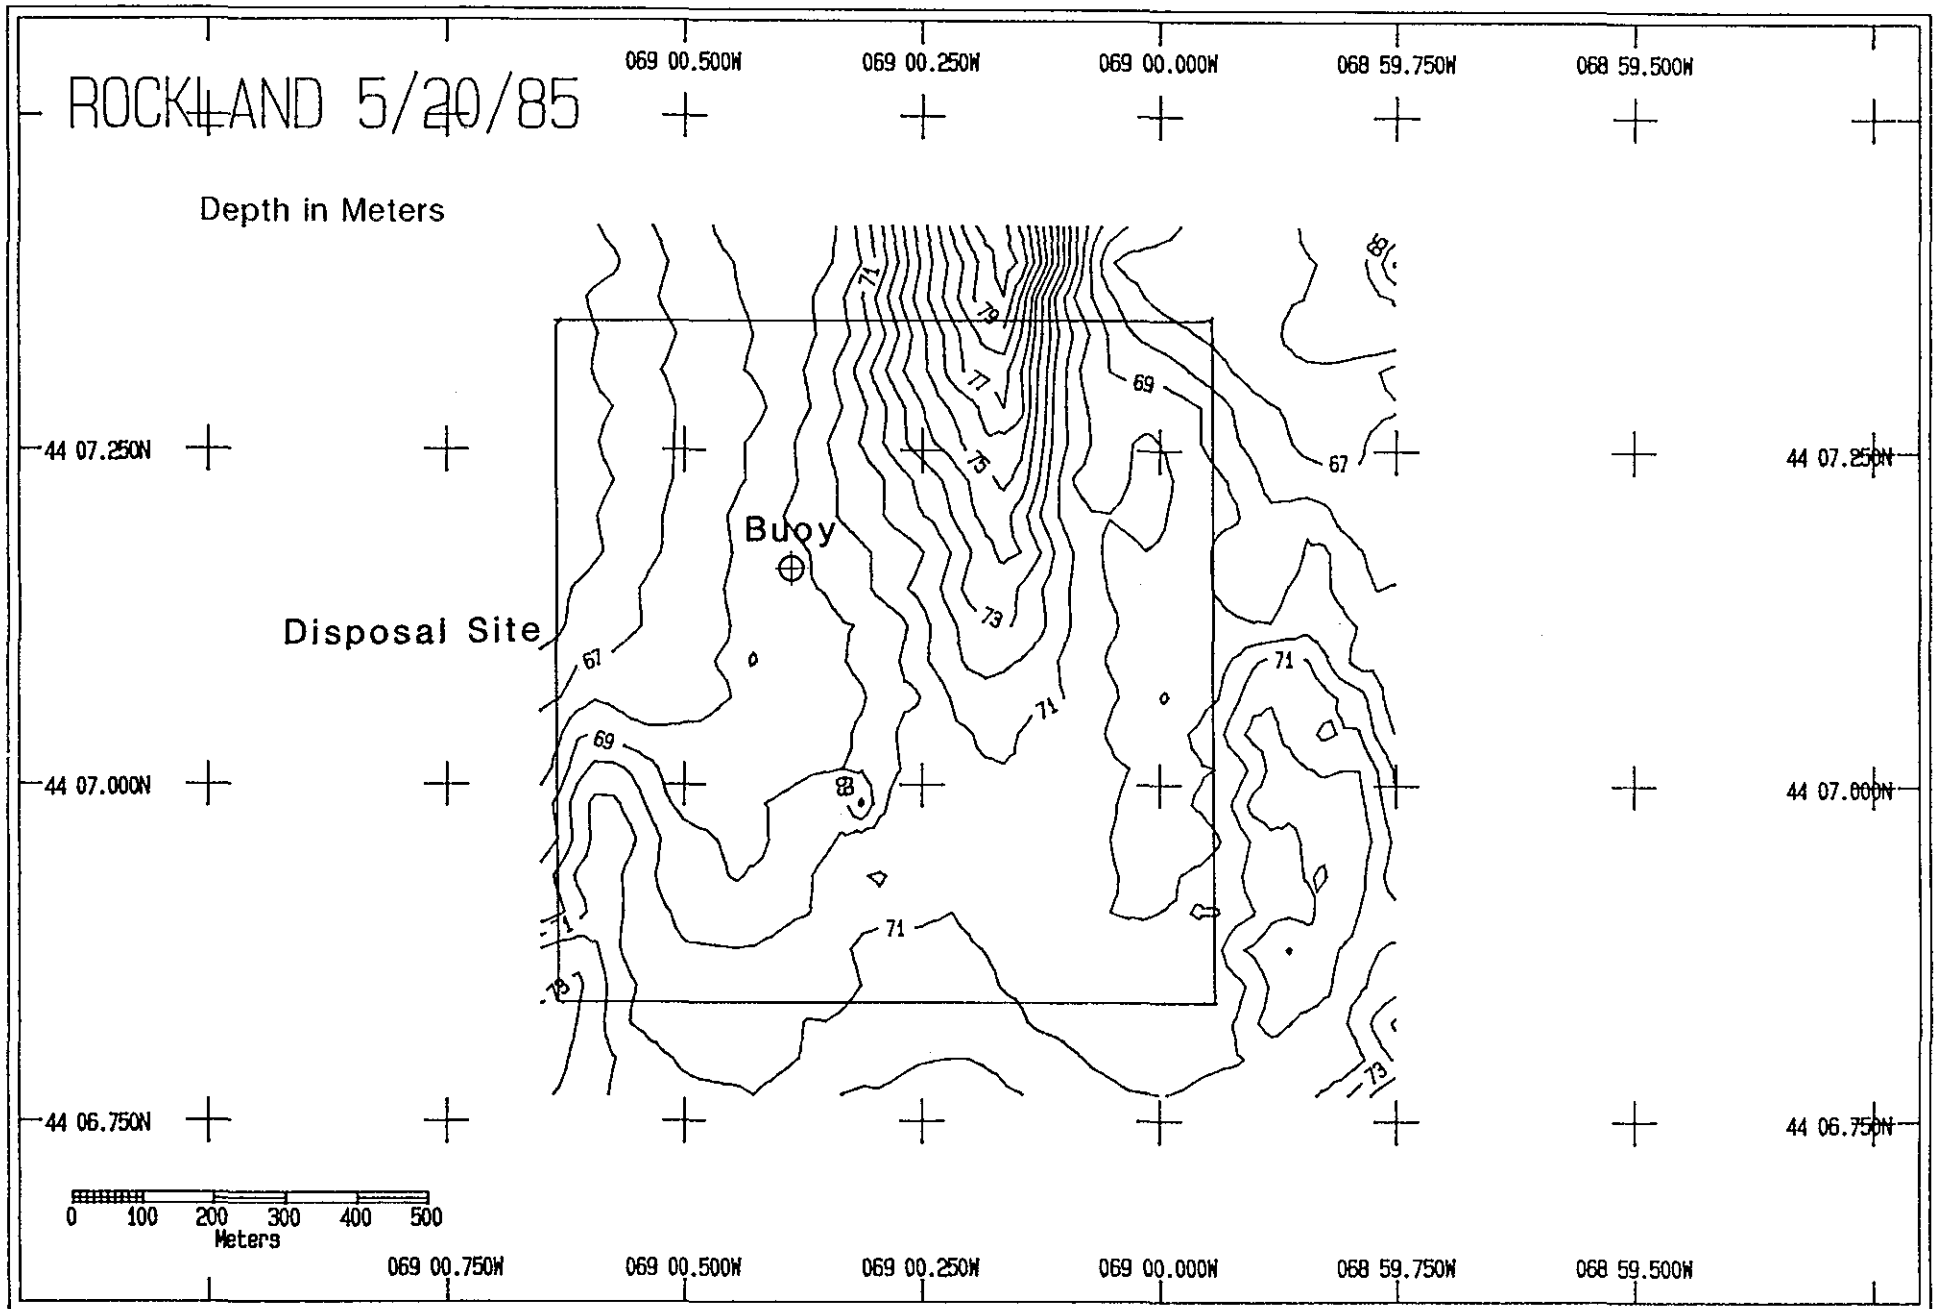 069 00.500W 069 00.250W 069 00.000W 068 59.750W 068 59.500W
ROCKLAND 5/20/85
Depth in Meters
71
79
77
69
75
67
44 07.250N
44 07.250N
Buoy
73
Disposal Site
67
71
71
69
44 07.000N
44 07.000N
71
71
73
73
44 06.750N
44 06.750N
0 100 200 300 400 500
Meters
069 00.750W 069 00.500W 069 00.250W 069 00.000W 068 59.750W 068 59.500W